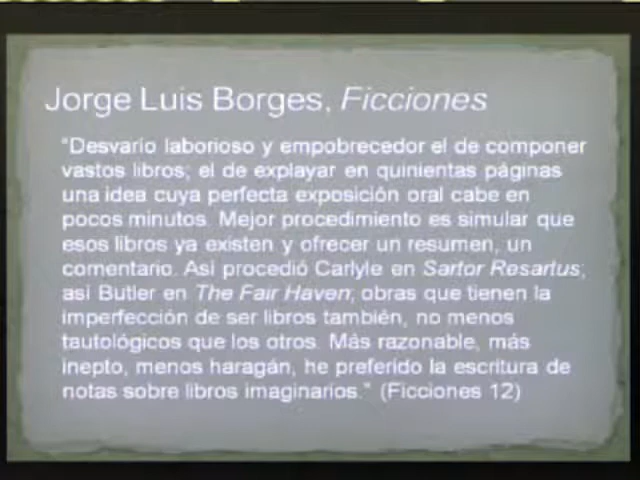 Jorge Luis Borges, Ficciones
"Desvarío laborioso y empobrecedor el de componer
vastos libros; el de explayar en quinientas páginas
una idea cuya perfecta exposición oral cabe en
pocos minutos. Mejor procedimiento es simular que
esos libros ya existen y ofrecer un resumen, un
comentario. Así procedió Carlyle en Sartor Resartus;
así Butler en The Fair Haven; obras que tienen la
imperfección de ser libros también, no menos
tautológicos que los otros. Más razonable, más
inepto, menos haragán, he preferido la escritura de
notas sobre libros imaginarios." (Ficciones 12)